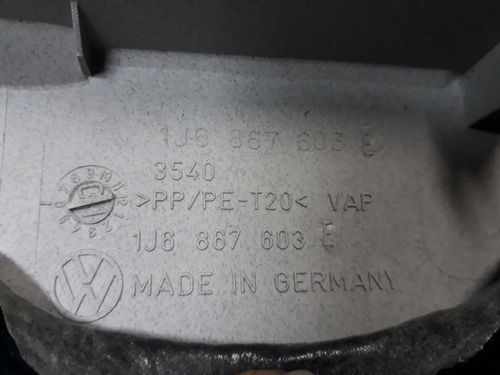 1J6 867 603 E
3540
>PP/PE-T20< VAP
1J6 867 603 E
MADE IN GERMANY